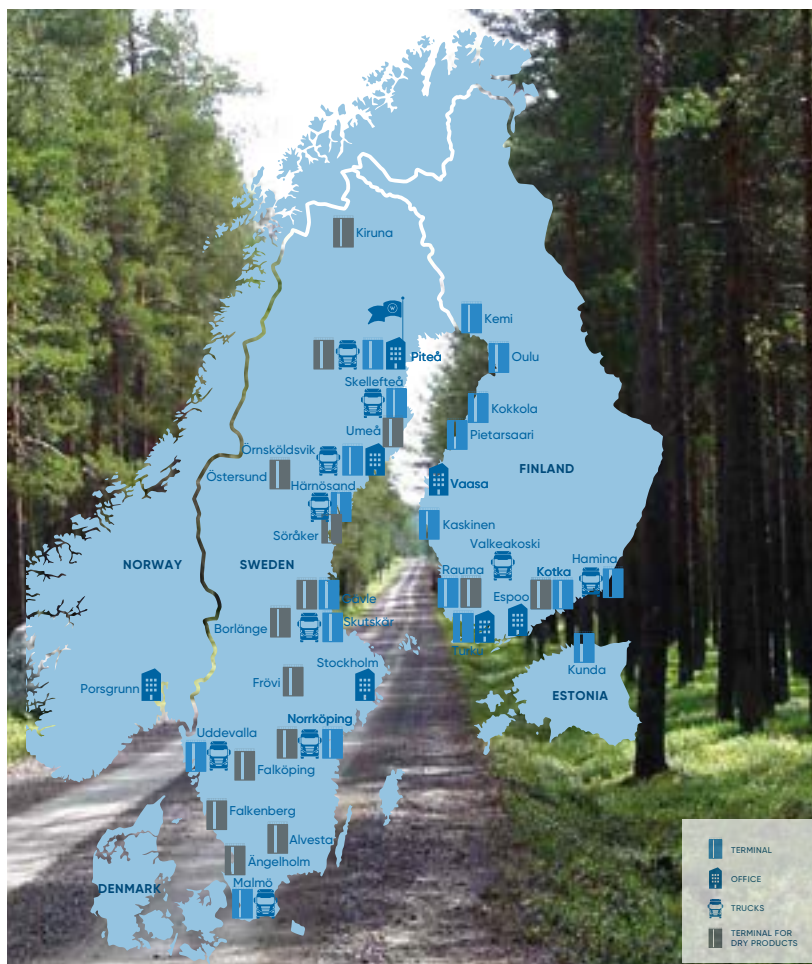 Kiruna
Kemi
Piteå
Oulu
Skellefteå
Kokkola
Umeå
Pietarsaari
Örnsköldsvik
FINLAND
Östersund
Härnösand
Vaasa
Söråker
Kaskinen
Valkeakoski
NORWAY
SWEDEN
Rauma
Kotka
Hamina
Gävle
Espoo
Borlänge
Skutskär
Turku
Stockholm
Kunda
Porsgrunn
Frövi
ESTONIA
Norrköping
Uddevalla
Falköping
Falkenberg
Alvesta
Ängelholm
Malmö
DENMARK
TERMINAL
OFFICE
TRUCKS
TERMINAL FOR
DRY PRODUCTS